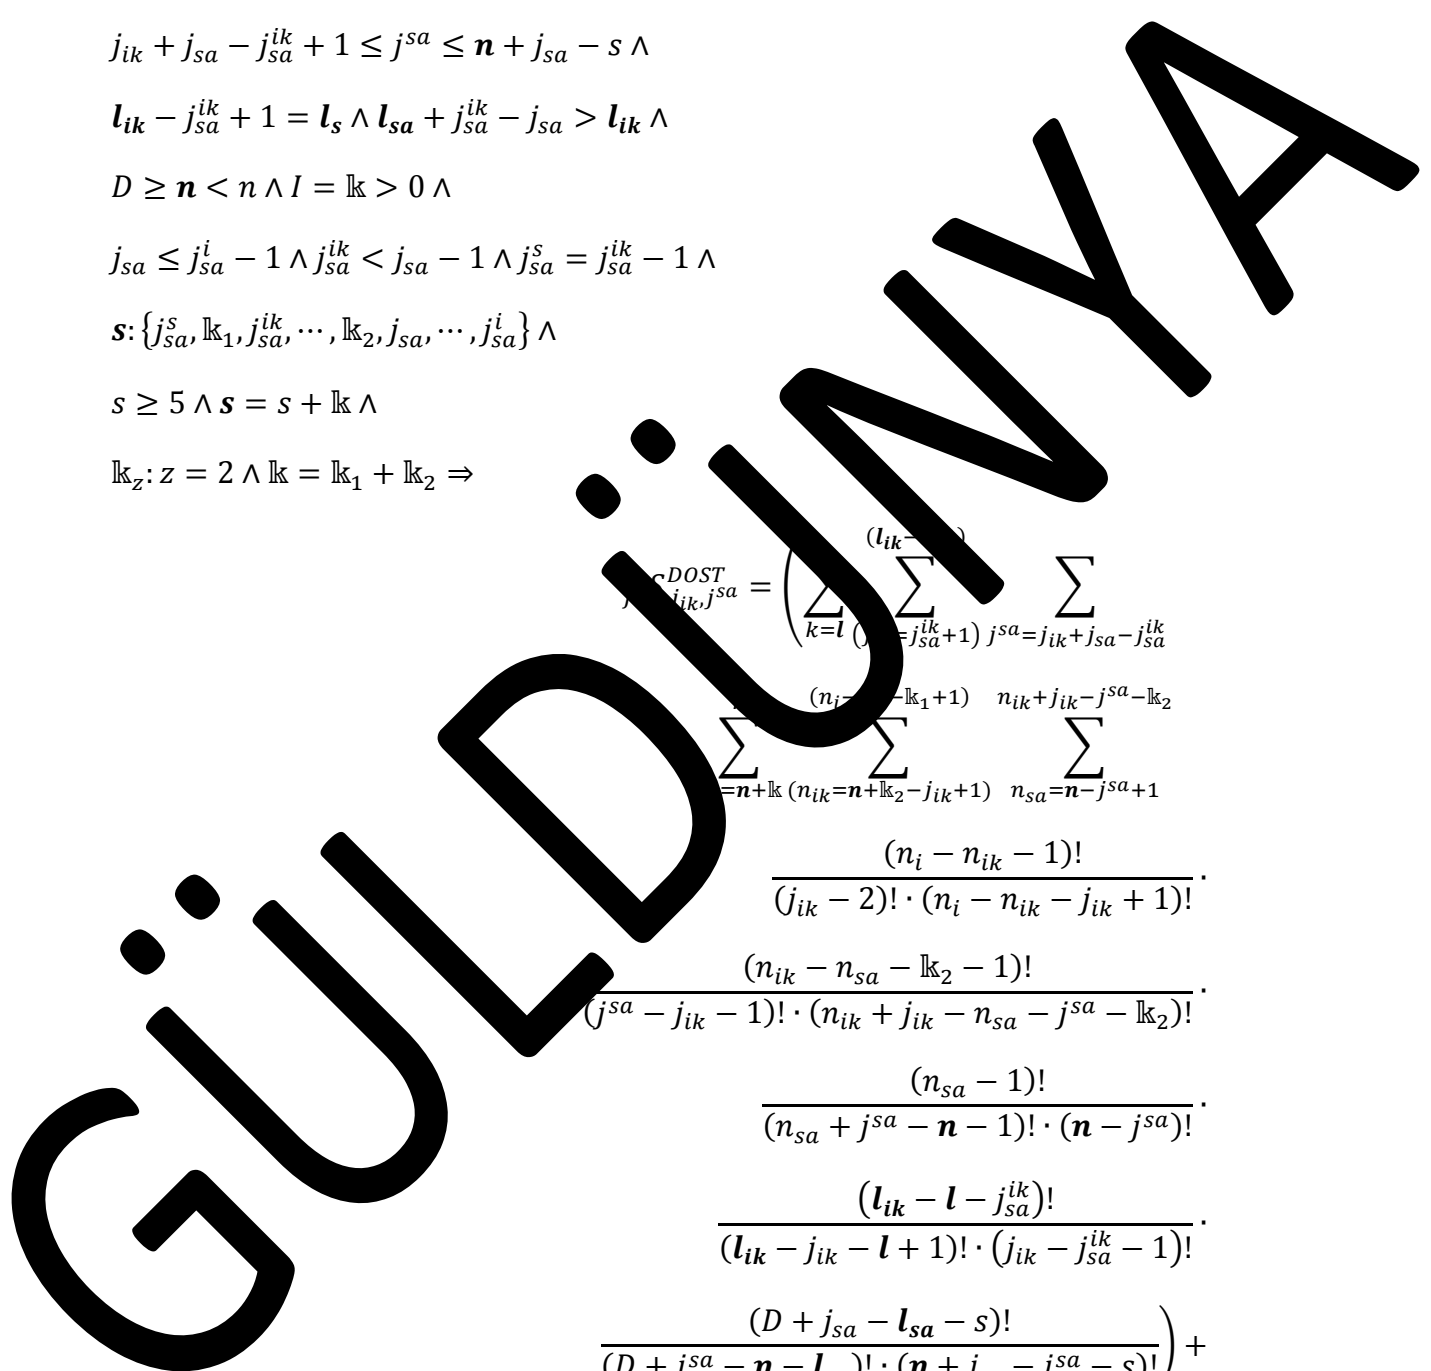 j_{ik} + j_{sa} − j_{sa}^{ik} + 1 ≤ j^{sa} ≤ 𝒏 + j_{sa} − s ∧
𝒍_{𝒊𝒌} − j_{sa}^{ik} + 1 = 𝒍_𝒔 ∧ 𝒍_{𝒔𝒂} + j_{sa}^{ik} − j_{sa} > 𝒍_{𝒊𝒌} ∧
D ≥ 𝒏 < n ∧ I = 𝕜 > 0 ∧
j_{sa} ≤ j_{sa}^{i} − 1 ∧ j_{sa}^{ik} < j_{sa} − 1 ∧ j_{sa}^{s} = j_{sa}^{ik} − 1 ∧
𝒔: {j_{sa}^{s}, 𝕜_1, j_{sa}^{ik}, ⋯ , 𝕜_2, j_{sa}, ⋯ , j_{sa}^{i}} ∧
s ≥ 5 ∧ 𝒔 = s + 𝕜 ∧
𝕜_z: z = 2 ∧ 𝕜 = 𝕜_1 + 𝕜_2 ⇒
GÜLDÜNYA
(𝒍_{𝒊𝒌}−
S_{j_{ik},j^{sa}}^{DOST} = ( ∑ ∑ ∑
k=𝒍 =j_{sa}^{ik}+1) j^{sa}=j_{ik}+j_{sa}−j_{sa}^{ik}
(n_i− −𝕜_1+1) n_{ik}+j_{ik}−j^{sa}−𝕜_2
∑ ∑ ∑
=𝒏+𝕜 (n_{ik}=𝒏+𝕜_2−j_{ik}+1) n_{sa}=𝒏−j^{sa}+1
(n_i − n_{ik} − 1)!
(j_{ik} − 2)! · (n_i − n_{ik} − j_{ik} + 1)! ·
(n_{ik} − n_{sa} − 𝕜_2 − 1)!
(j^{sa} − j_{ik} − 1)! · (n_{ik} + j_{ik} − n_{sa} − j^{sa} − 𝕜_2)! ·
(n_{sa} − 1)!
(n_{sa} + j^{sa} − 𝒏 − 1)! · (𝒏 − j^{sa})! ·
(𝒍_{𝒊𝒌} − 𝒍 − j_{sa}^{ik})!
(𝒍_{𝒊𝒌} − j_{ik} − 𝒍 + 1)! · (j_{ik} − j_{sa}^{ik} − 1)! ·
(D + j_{sa} − 𝒍_{𝒔𝒂} − s)!
(D + j^{sa} − 𝒏 − 𝒍 )! · (𝒏 + j − j^{sa} − s)! ) +